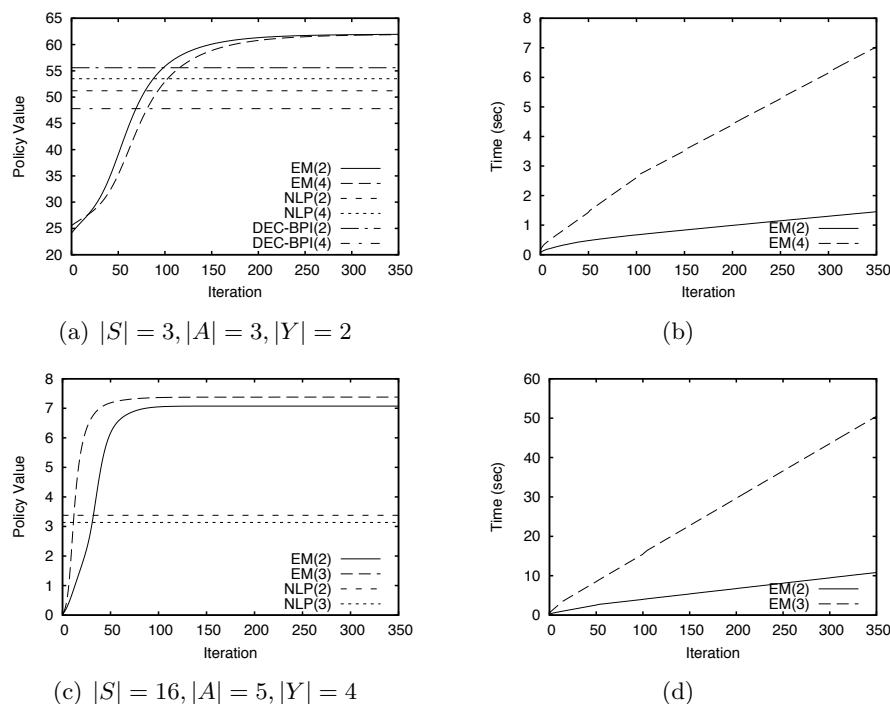 65
60
55
50
45
40
35
30
25
20
Policy Value
0 50 100 150 200 250 300 350
Iteration
EM(2)
EM(4)
NLP(2)
NLP(4)
DEC-BPI(2)
DEC-BPI(4)
(a) |S| = 3, |A| = 3, |Y| = 2
8
7
6
5
4
3
2
1
0
Time (sec)
0 50 100 150 200 250 300 350
Iteration
EM(2)
EM(4)
(b)
8
7
6
5
4
3
2
1
0
Policy Value
0 50 100 150 200 250 300 350
Iteration
EM(2)
EM(3)
NLP(2)
NLP(3)
(c) |S| = 16, |A| = 5, |Y| = 4
60
50
40
30
20
10
0
Time (sec)
0 50 100 150 200 250 300 350
Iteration
EM(2)
EM(3)
(d)